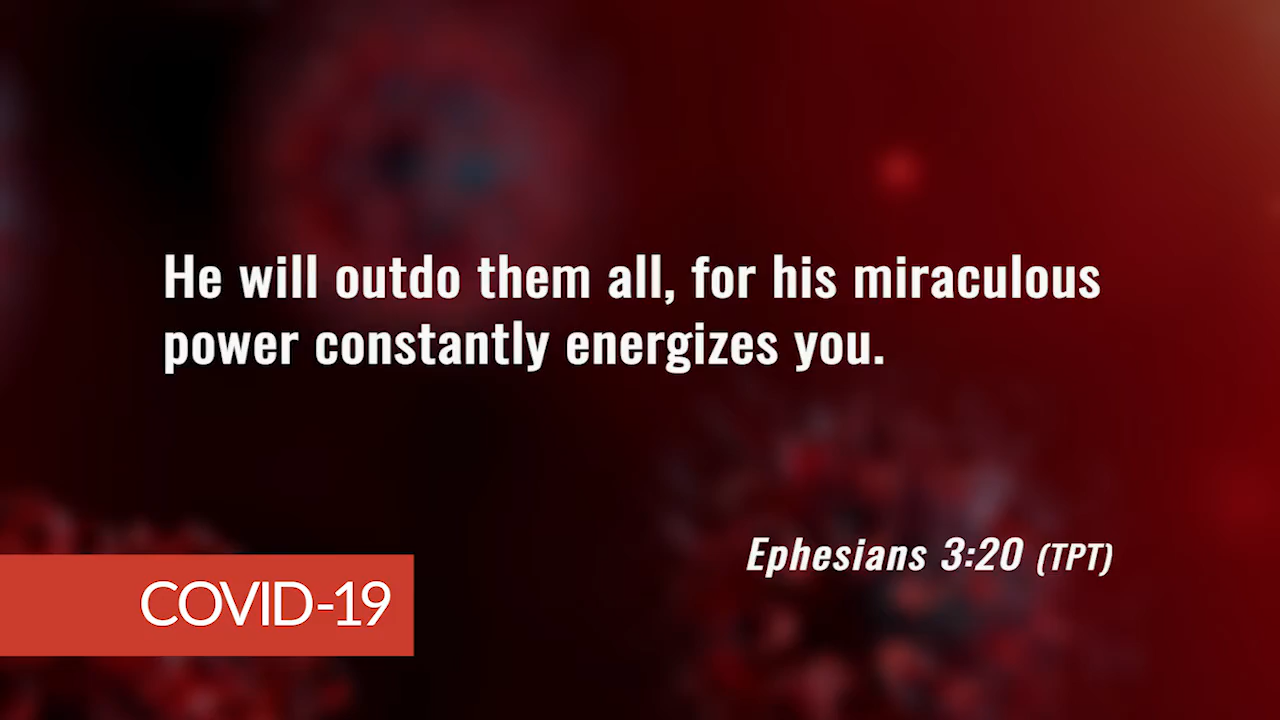 He will outdo them all, for his miraculous
power constantly energizes you.
Ephesians 3:20 (TPT)
COVID-19